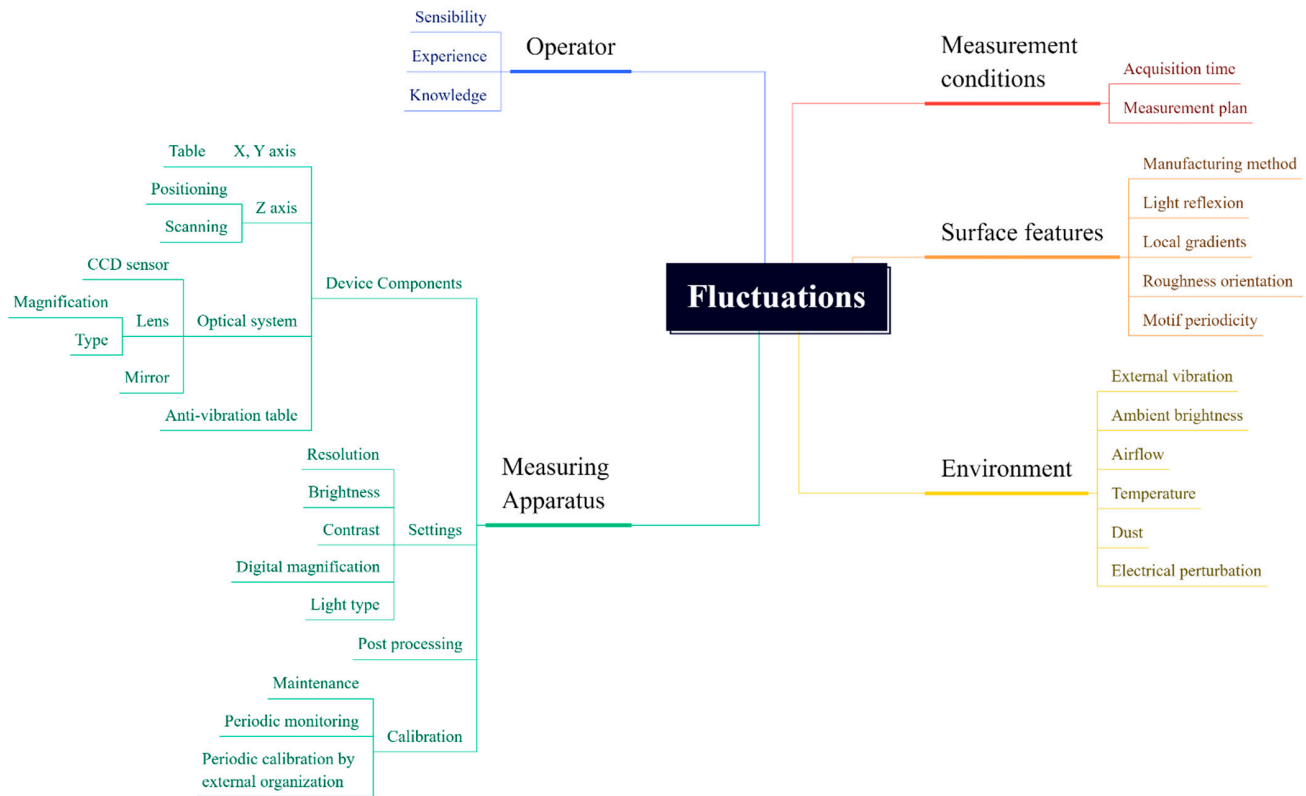 Sensibility
Operator
Experience
Knowledge
Measurement
conditions
Acquisition time
Measurement plan
Manufacturing method
Light reflexion
Surface features
Local gradients
Roughness orientation
Motif periodicity
Fluctuations
External vibration
Ambient brightness
Airflow
Environment
Temperature
Dust
Electrical perturbation
Measuring
Apparatus
Device Components
Table
X, Y axis
Positioning
Z axis
Scanning
CCD sensor
Magnification
Lens
Optical system
Type
Mirror
Anti-vibration table
Resolution
Brightness
Contrast
Settings
Digital magnification
Light type
Post processing
Maintenance
Periodic monitoring
Calibration
Periodic calibration by
external organization